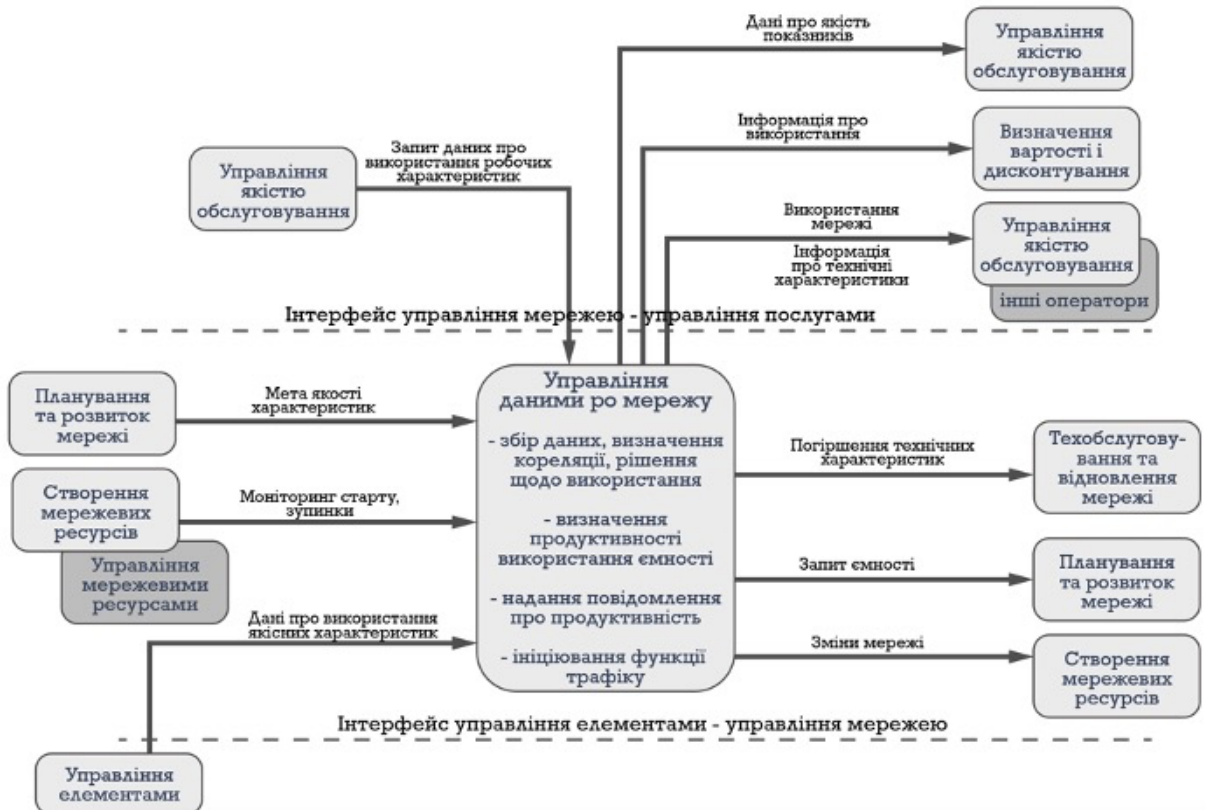 Дані про якість
показників
Управління
якістю
обслуговування
Інформація про
використання
Визначення
вартості і
дисконтування
Запит даних про
використання робочих
характеристик
Управління
якістю
обслуговування
Використання
мережі
Інформація
про технічні
характеристики
Управління
якістю
обслуговування
інші оператори
Інтерфейс управління мережею - управління послугами
Планування
та розвиток
мережі
Мета якості
характеристик
Створення
мережевих
ресурсів
Моніторинг старту,
зупинки
Управління
мережевими
ресурсами
Дані про використання
якісних характеристик
Управління
даними ро мережу
- збір даних, визначення
кореляції, рішення
щодо використання
- визначення
продуктивності
використання ємності
- надання повідомлення
про продуктивність
- ініціювання функції
трафіку
Погіршення технічних
характеристик
Техобслугову-
вання та
відновлення
мережі
Запит ємності
Планування
та розвиток
мережі
Зміни мережі
Створення
мережевих
ресурсів
Інтерфейс управління елементами - управління мережею
Управління
елементами